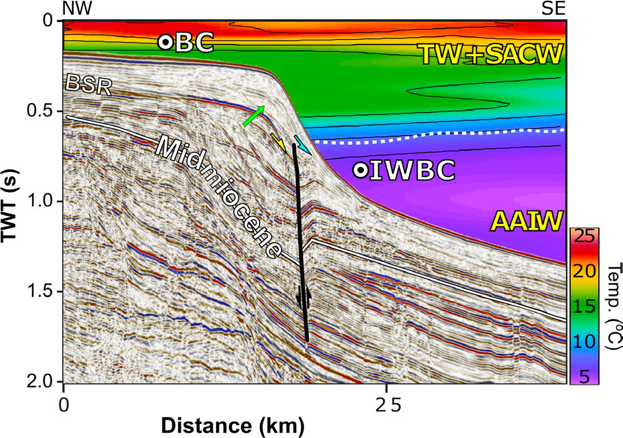 NW
SE
0
BC
TW+SACW
BSR
0.5
Midmiocene
IWBC
1.0
AAIW
TWT (s)
25
20
15
10
5
Temp. (ºC)
1.5
2.0
0
25
Distance (km)